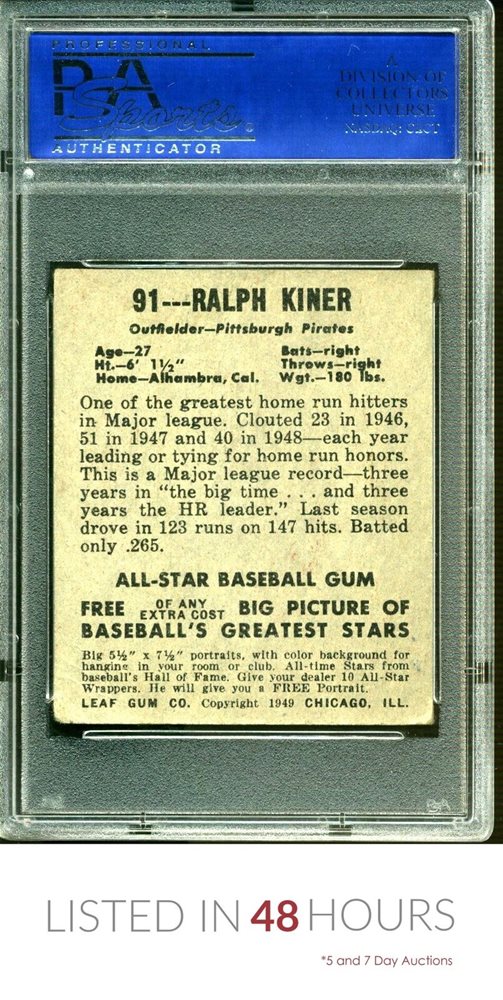 PROFESSIONAL
PSA
Sports
AUTHENTICATOR
A
DIVISION OF
COLLECTORS
UNIVERSE
NASDAQ: CLCT
91---RALPH KINER
Outfielder—Pittsburgh Pirates
Age—27 Bats—right
Ht.—6' 1½" Throws—right
Home—Alhambra, Cal. Wgt.—180 lbs.
One of the greatest home run hitters
in Major league. Clouted 23 in 1946,
51 in 1947 and 40 in 1948—each year
leading or tying for home run honors.
This is a Major league record—three
years in "the big time . . . and three
years the HR leader." Last season
drove in 123 runs on 147 hits. Batted
only .265.
ALL-STAR BASEBALL GUM
FREE OF ANY EXTRA COST BIG PICTURE OF
BASEBALL'S GREATEST STARS
Big 5½" x 7½" portraits, with color background for
hanging in your room or club. All-time Stars from
baseball's Hall of Fame. Give your dealer 10 All-Star
Wrappers. He will give you a FREE Portrait.
LEAF GUM CO. Copyright 1949 CHICAGO, ILL.
PSA
LISTED IN 48 HOURS
*5 and 7 Day Auctions